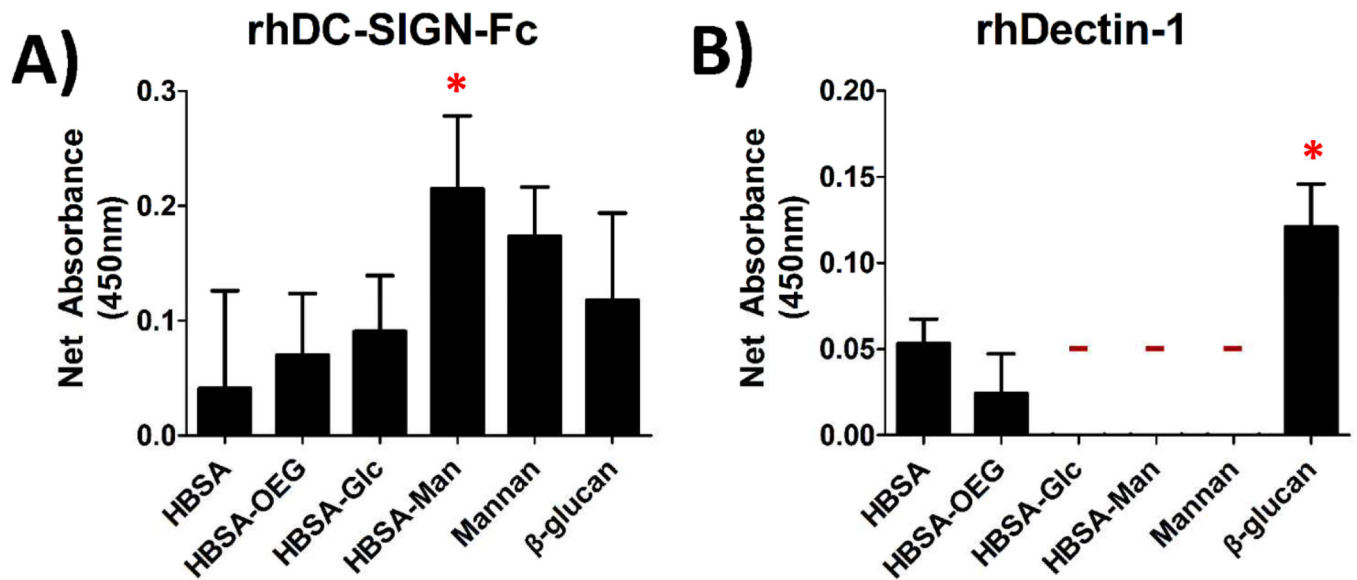 A)
rhDC-SIGN-Fc
Net Absorbance
(450nm)
0.3
0.2
0.1
0.0
*
HBSA
HBSA-OEG
HBSA-Glc
HBSA-Man
Mannan
β-glucan
B)
rhDectin-1
Net Absorbance
(450nm)
0.20
0.15
0.10
0.05
0.00
*
HBSA
HBSA-OEG
HBSA-Glc
HBSA-Man
Mannan
β-glucan